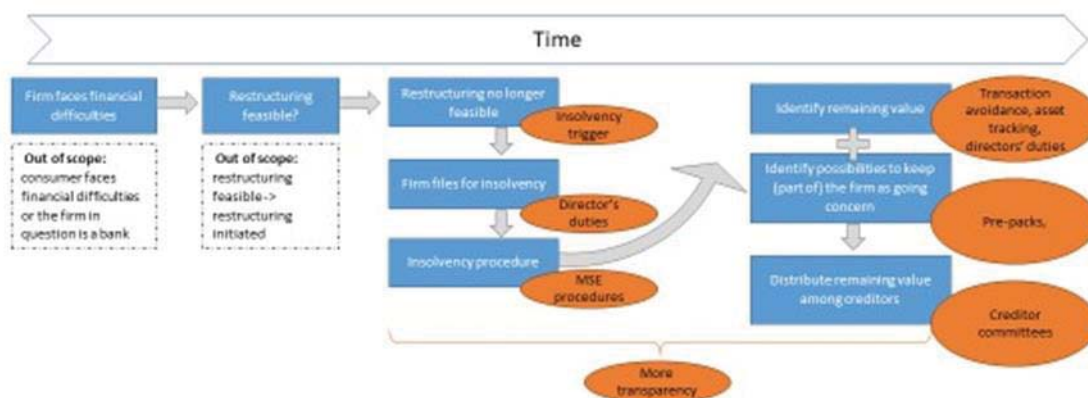 Time
Firm faces financial
difficulties
Out of scope:
consumer faces
financial difficulties
or the firm in
question is a bank
Restructuring
feasible?
Out of scope:
restructuring
feasible->
restructuring
initiated
Restructuring no longer
feasible
Insolvency
trigger
Firm files for insolvency
Director's
duties
Insolvency procedure
MSE
procedures
Identify remaining value
Transaction
avoidance, asset
tracking,
directors' duties
Identify possibilities to keep
(part of) the firm as going
concern
Pre-packs,
Distribute remaining value
among creditors
Creditor
committees
More
transparency